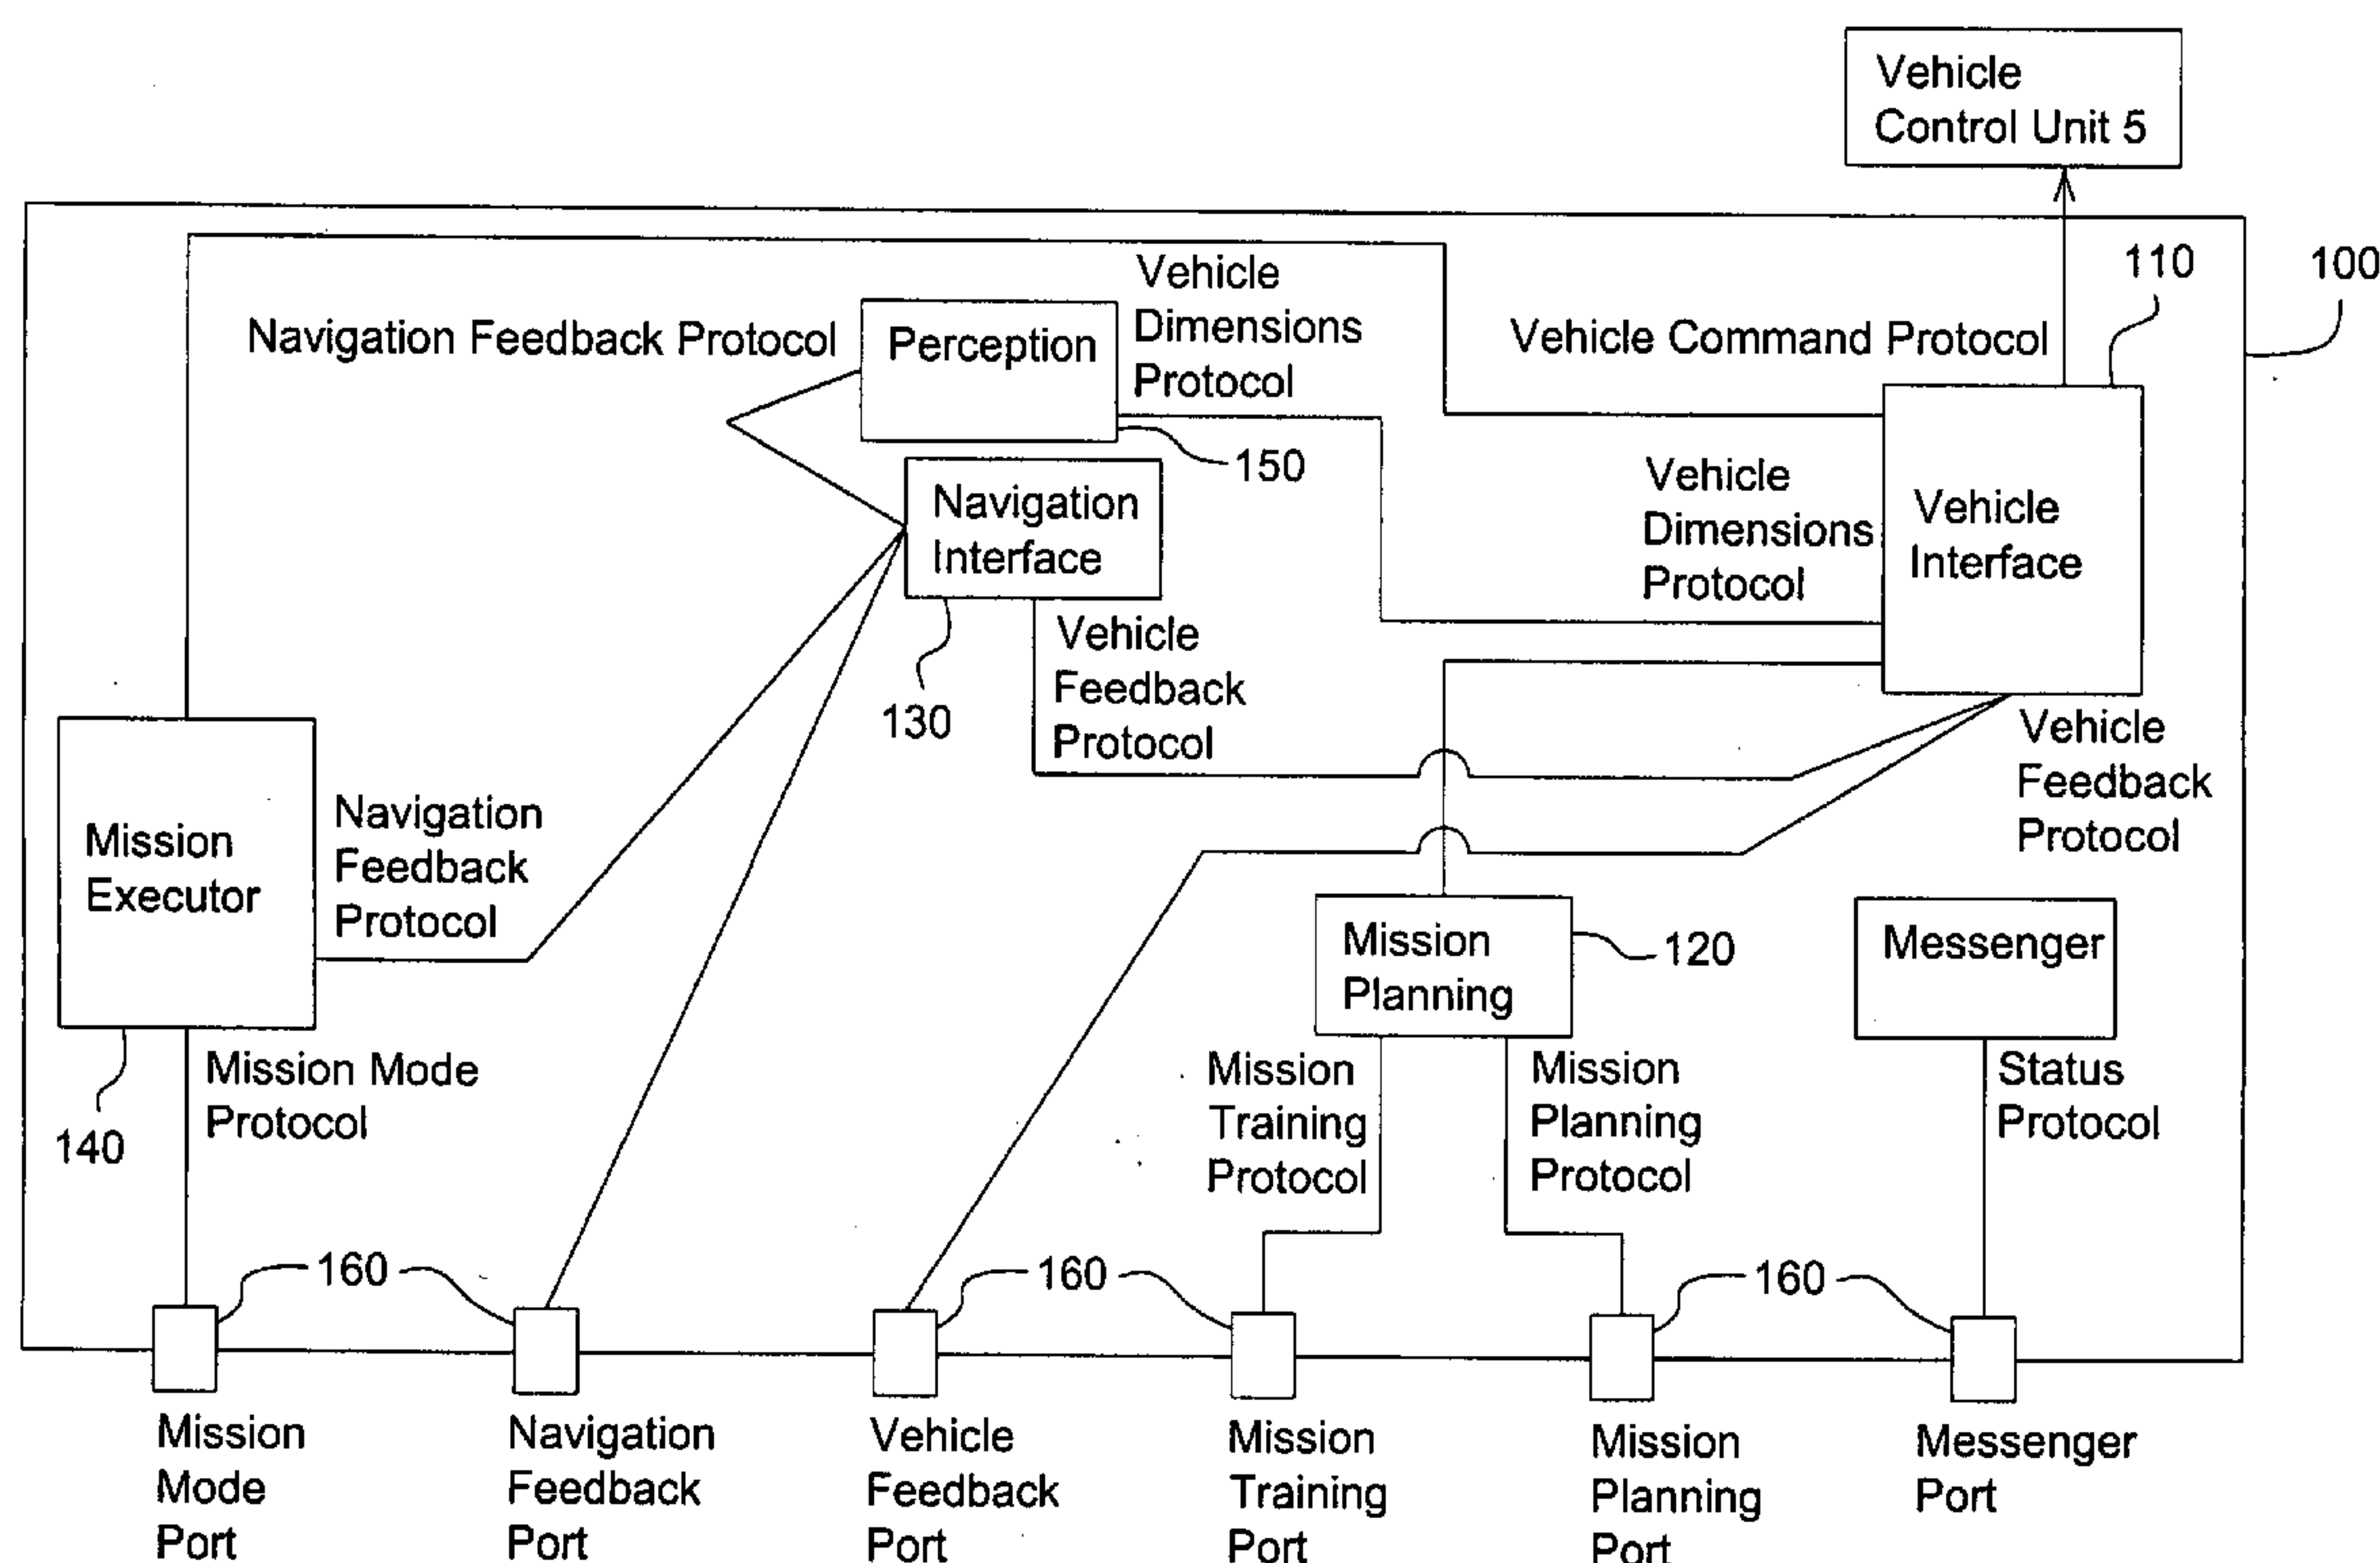 Vehicle
Control Unit 5
110
100
Vehicle
Dimensions
Protocol
Navigation Feedback Protocol
Perception
Vehicle Command Protocol
150
Navigation
Interface
Vehicle
Dimensions
Protocol
Vehicle
Interface
130
Vehicle
Feedback
Protocol
Vehicle
Feedback
Protocol
Mission
Executor
Navigation
Feedback
Protocol
Mission
Planning
120
Messenger
140
Mission Mode
Protocol
Mission
Training
Protocol
Mission
Planning
Protocol
Status
Protocol
160
160
160
Mission
Mode
Port
Navigation
Feedback
Port
Vehicle
Feedback
Port
Mission
Training
Port
Mission
Planning
Port
Messenger
Port